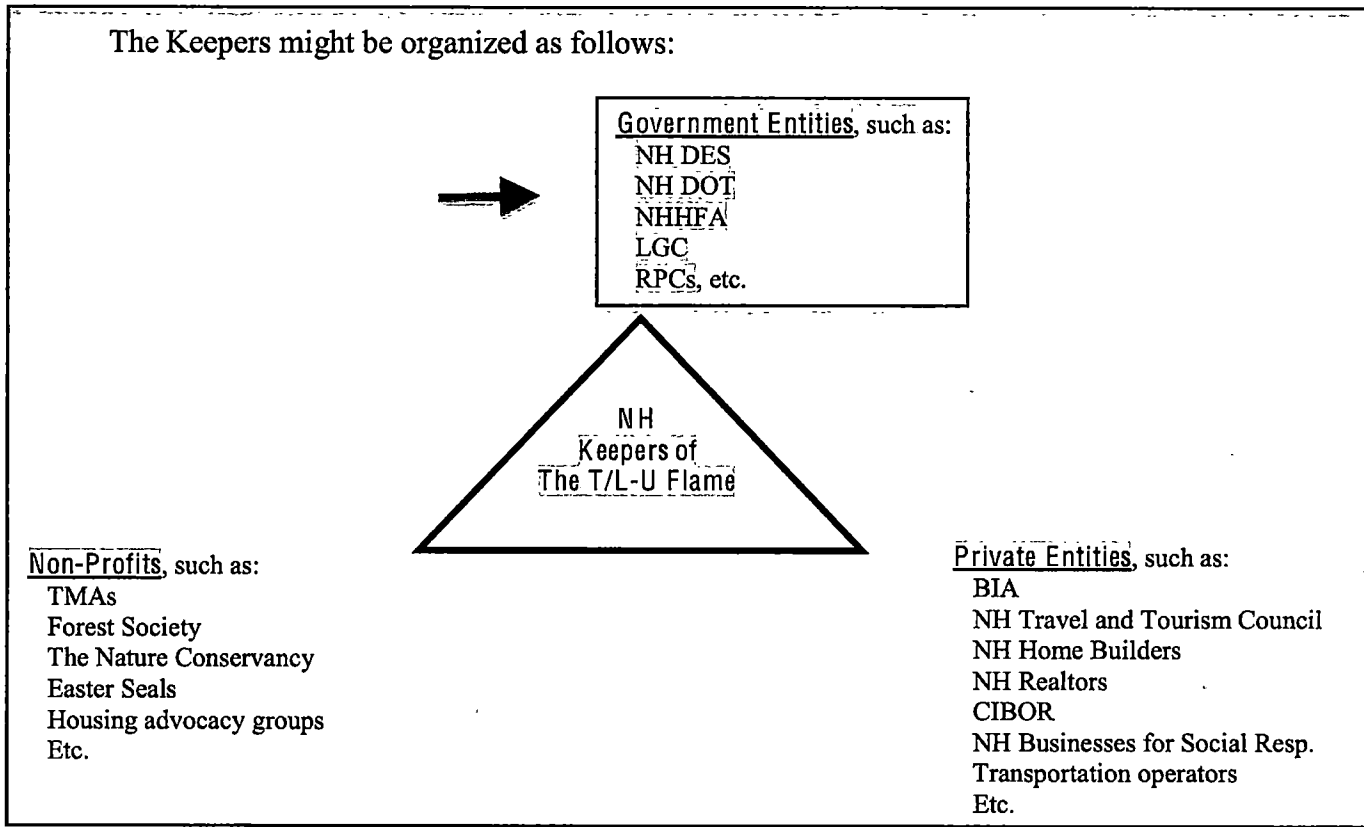 The Keepers might be organized as follows:
Government Entities, such as:
NH DES
NH DOT
NHHFA
LGC
RPCs, etc.
NH
Keepers of
The T/L-U Flame
Non-Profits, such as:
TMAs
Forest Society
The Nature Conservancy
Easter Seals
Housing advocacy groups
Etc.
Private Entities, such as:
BIA
NH Travel and Tourism Council
NH Home Builders
NH Realtors
CIBOR
NH Businesses for Social Resp.
Transportation operators
Etc.